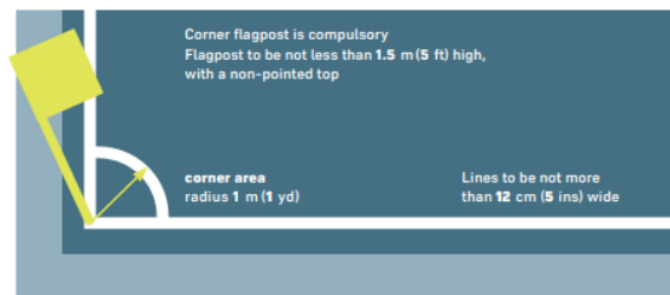 Corner flagpost is compulsory
Flagpost to be not less than 1.5 m (5 ft) high,
with a non-pointed top
corner area
radius 1 m (1 yd)
Lines to be not more
than 12 cm (5 ins) wide